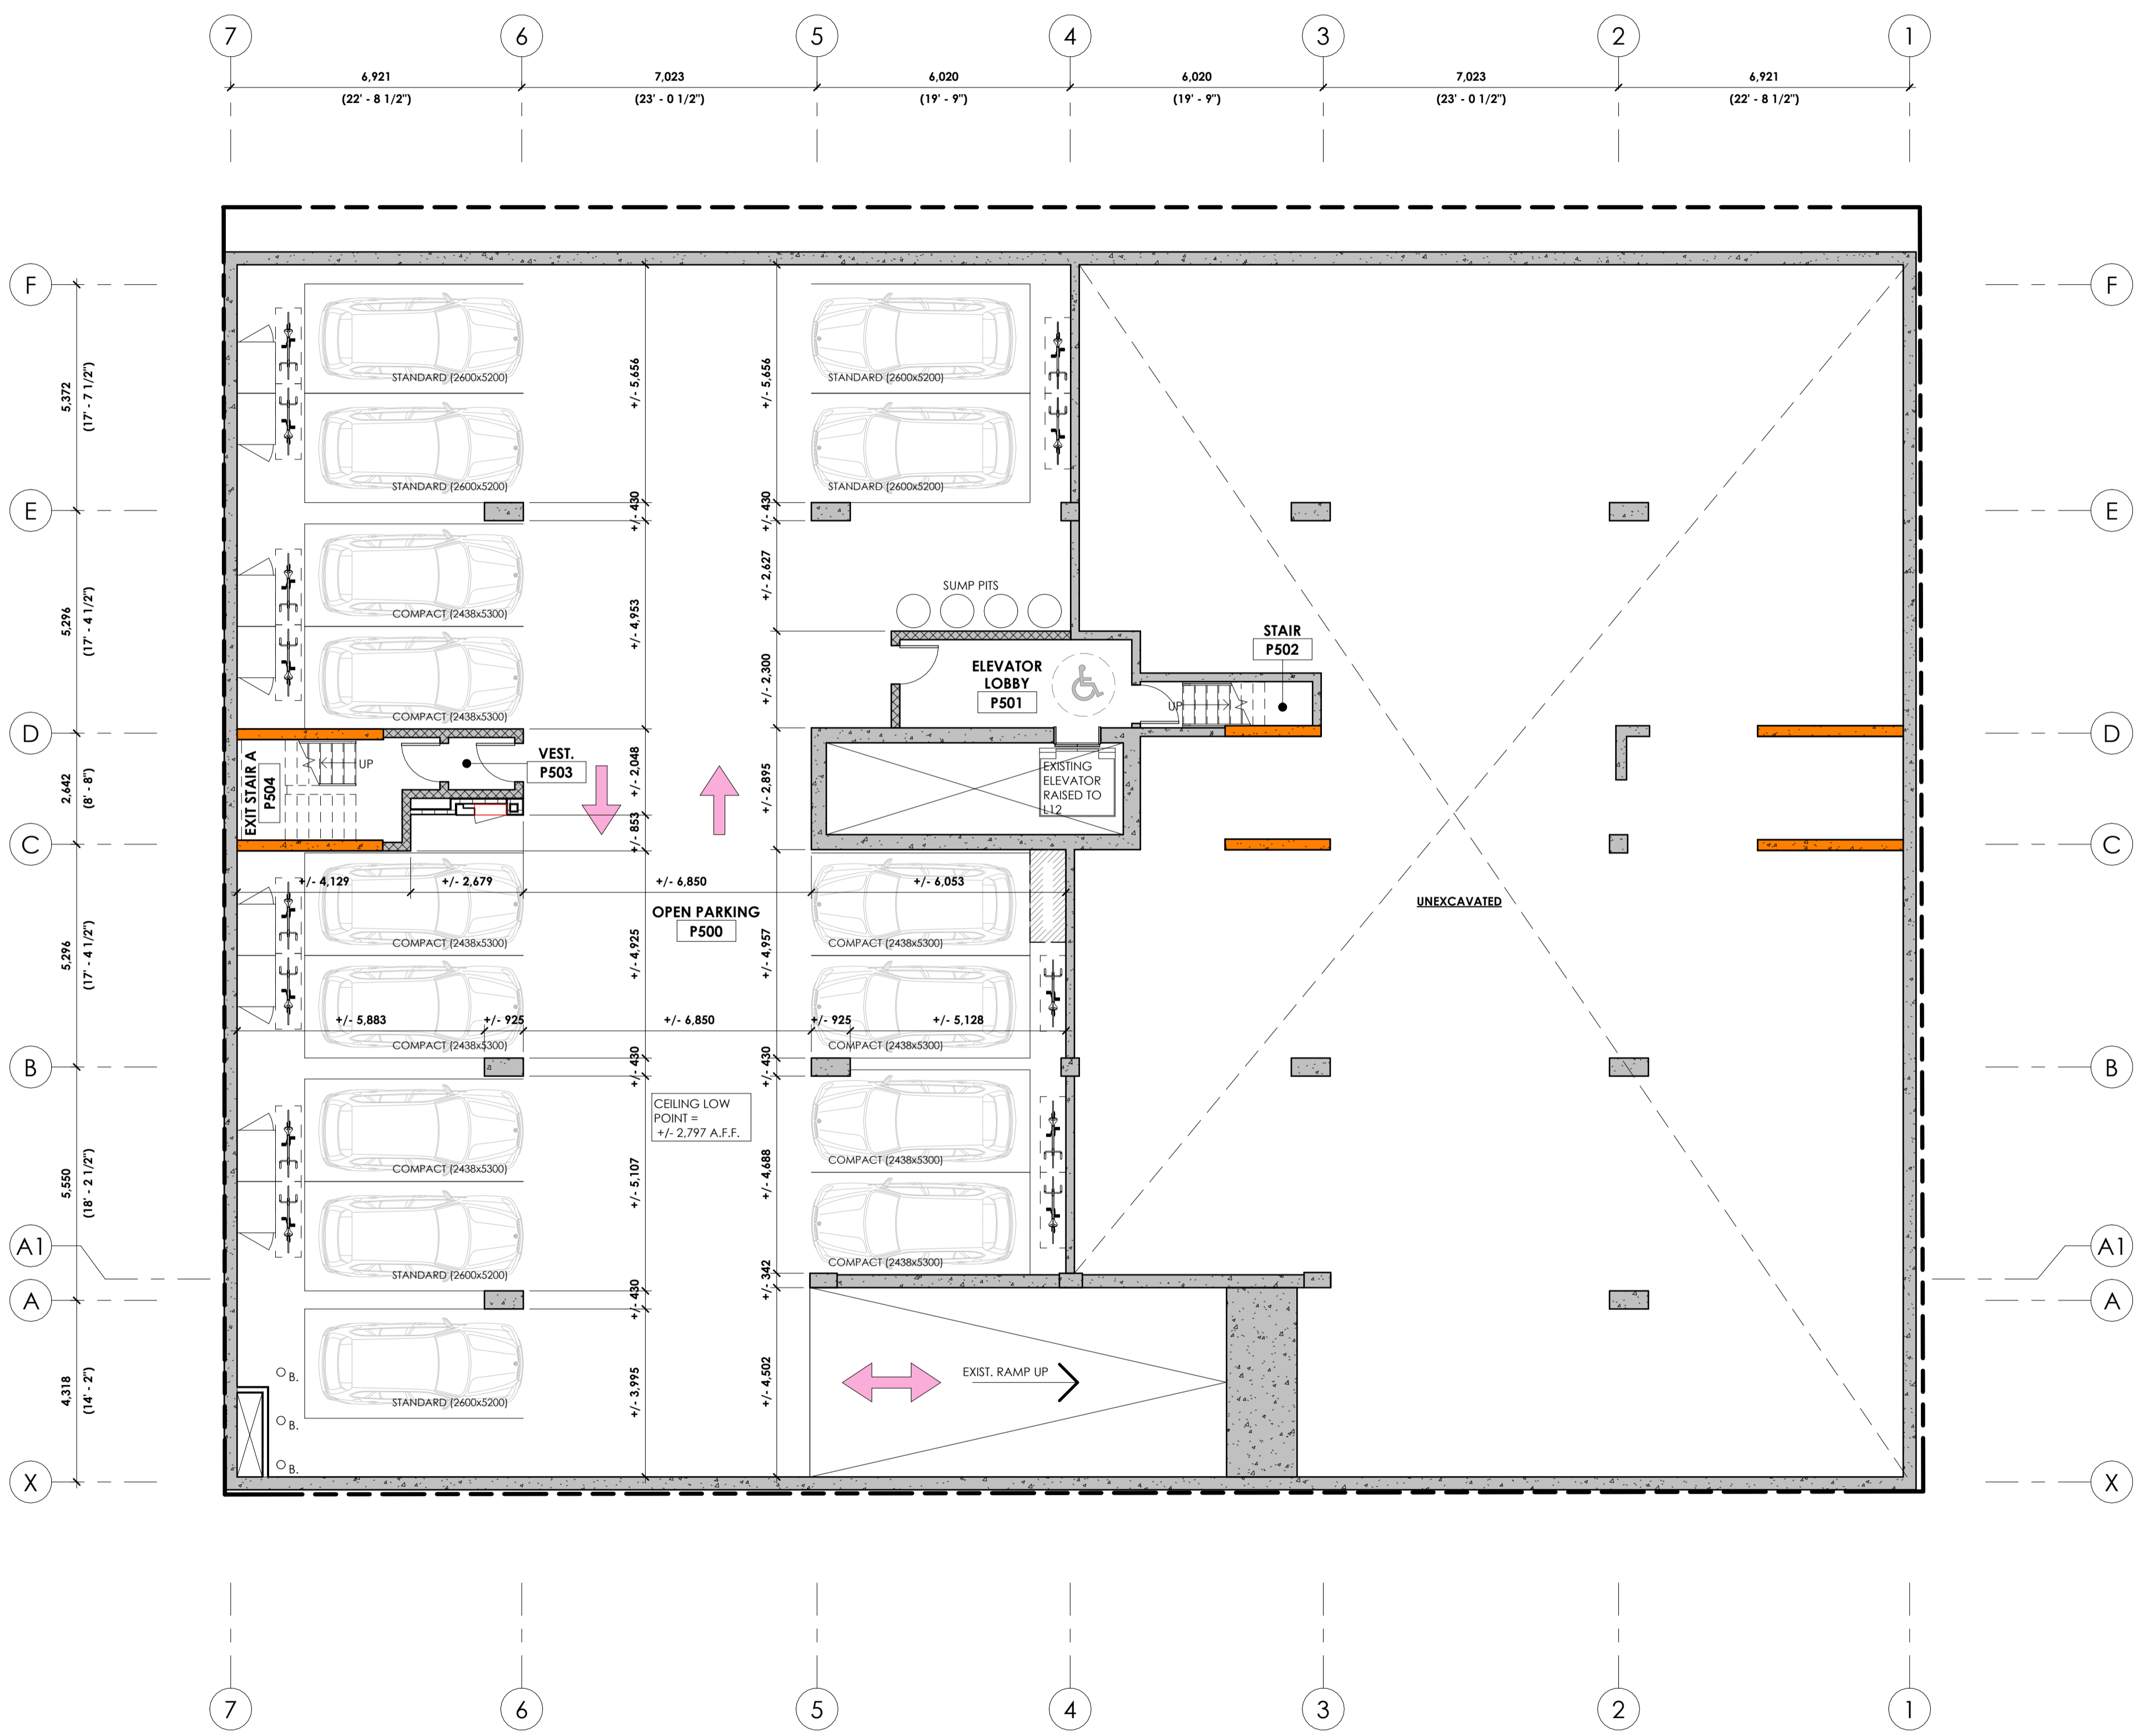 7 6 5 4 3 2 1
6,921 7,023 6,020 6,020 7,023 6,921
(22' - 8 1/2") (23' - 0 1/2") (19' - 9") (19' - 9") (23' - 0 1/2") (22' - 8 1/2")
F F
STANDARD (2600x5200) STANDARD (2600x5200)
5,372
(17' - 7 1/2")
+/- 5,656 +/- 5,656
STANDARD (2600x5200) STANDARD (2600x5200)
E E
+/- 430 +/- 430
+/- 2,627
SUMP PITS
COMPACT (2438x5300)
5,296
(17' - 4 1/2")
+/- 4,953
STAIR
P502
ELEVATOR
LOBBY
P501
+/- 2,300
UP
COMPACT (2438x5300)
D D
VEST.
P503
UP
EXIT STAIR A
P504
2,642
(8' - 8")
+/- 2,048
+/- 2,895
EXISTING
ELEVATOR
RAISED TO
L12
+/- 853
C C
+/- 4,129 +/- 2,679 +/- 6,850 +/- 6,053
OPEN PARKING
P500
UNEXCAVATED
COMPACT (2438x5300) COMPACT (2438x5300)
5,296
(17' - 4 1/2")
+/- 4,925 +/- 4,957
+/- 5,883 +/- 925 +/- 6,850 +/- 925 +/- 5,128
COMPACT (2438x5300) COMPACT (2438x5300)
B B
+/- 430 +/- 430
CEILING LOW
POINT =
+/- 2,797 A.F.F.
COMPACT (2438x5300) COMPACT (2438x5300)
5,550
(18' - 2 1/2")
+/- 5,107 +/- 4,688
A1 A1
STANDARD (2600x5200) COMPACT (2438x5300)
+/- 342
A A
+/- 430
EXIST. RAMP UP
B.
4,318
(14' - 2")
+/- 3,995 +/- 4,502
STANDARD (2600x5200)
B.
B.
X X
7 6 5 4 3 2 1